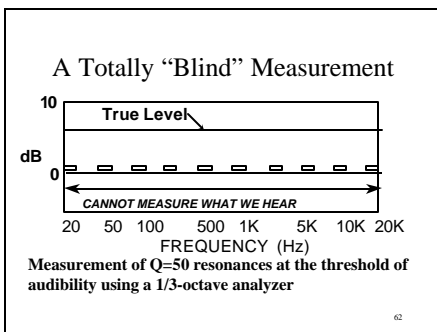 A Totally “Blind” Measurement
10
True Level
dB
0
CANNOT MEASURE WHAT WE HEAR
20 50 100 500 1K 5K 10K 20K
FREQUENCY (Hz)
Measurement of Q=50 resonances at the threshold of
audibility using a 1/3-octave analyzer
62